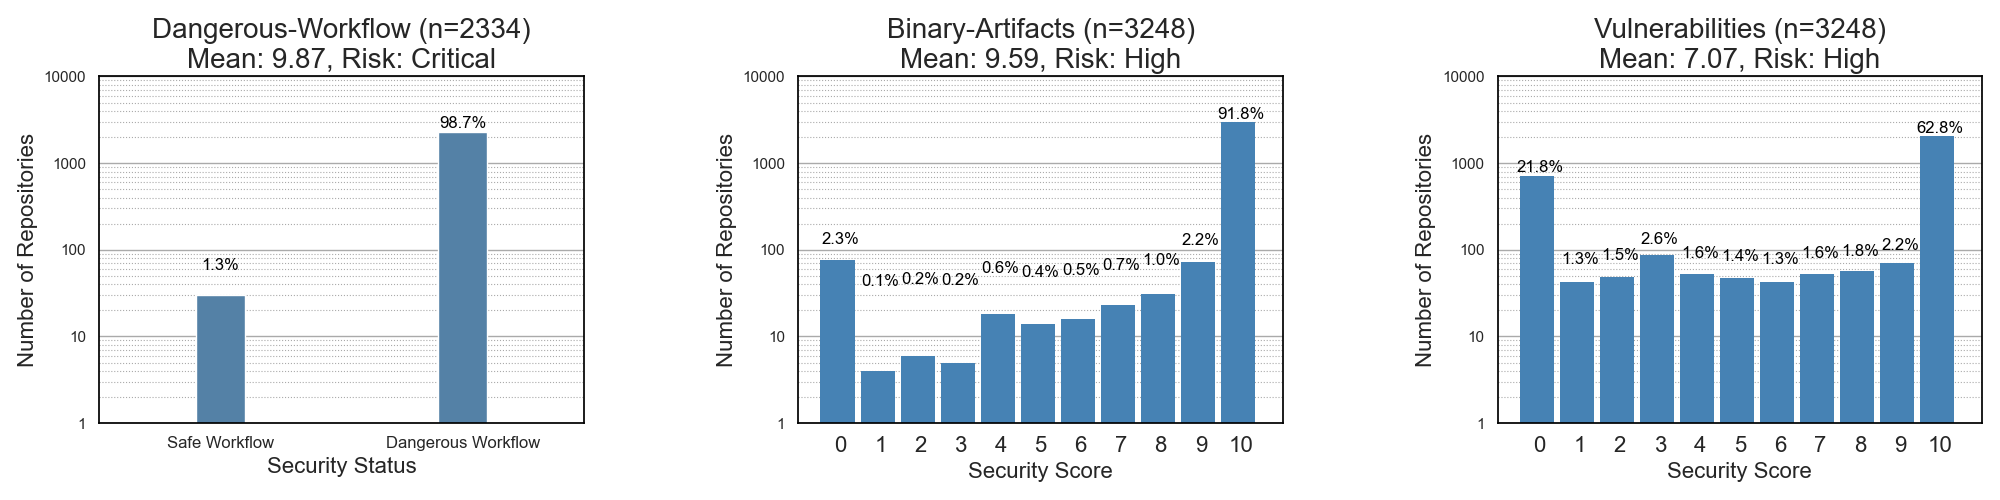 Dangerous-Workflow (n=2334)
Mean: 9.87, Risk: Critical
10000
1000
100
10
1
Number of Repositories
1.3%
98.7%
Safe Workflow
Dangerous Workflow
Security Status
Binary-Artifacts (n=3248)
Mean: 9.59, Risk: High
10000
1000
100
10
1
Number of Repositories
2.3%
0.1%
0.2%
0.2%
0.6%
0.4%
0.5%
0.7%
1.0%
2.2%
91.8%
0 1 2 3 4 5 6 7 8 9 10
Security Score
Vulnerabilities (n=3248)
Mean: 7.07, Risk: High
10000
1000
100
10
1
Number of Repositories
21.8%
1.3%
1.5%
2.6%
1.6%
1.4%
1.3%
1.6%
1.8%
2.2%
62.8%
0 1 2 3 4 5 6 7 8 9 10
Security Score